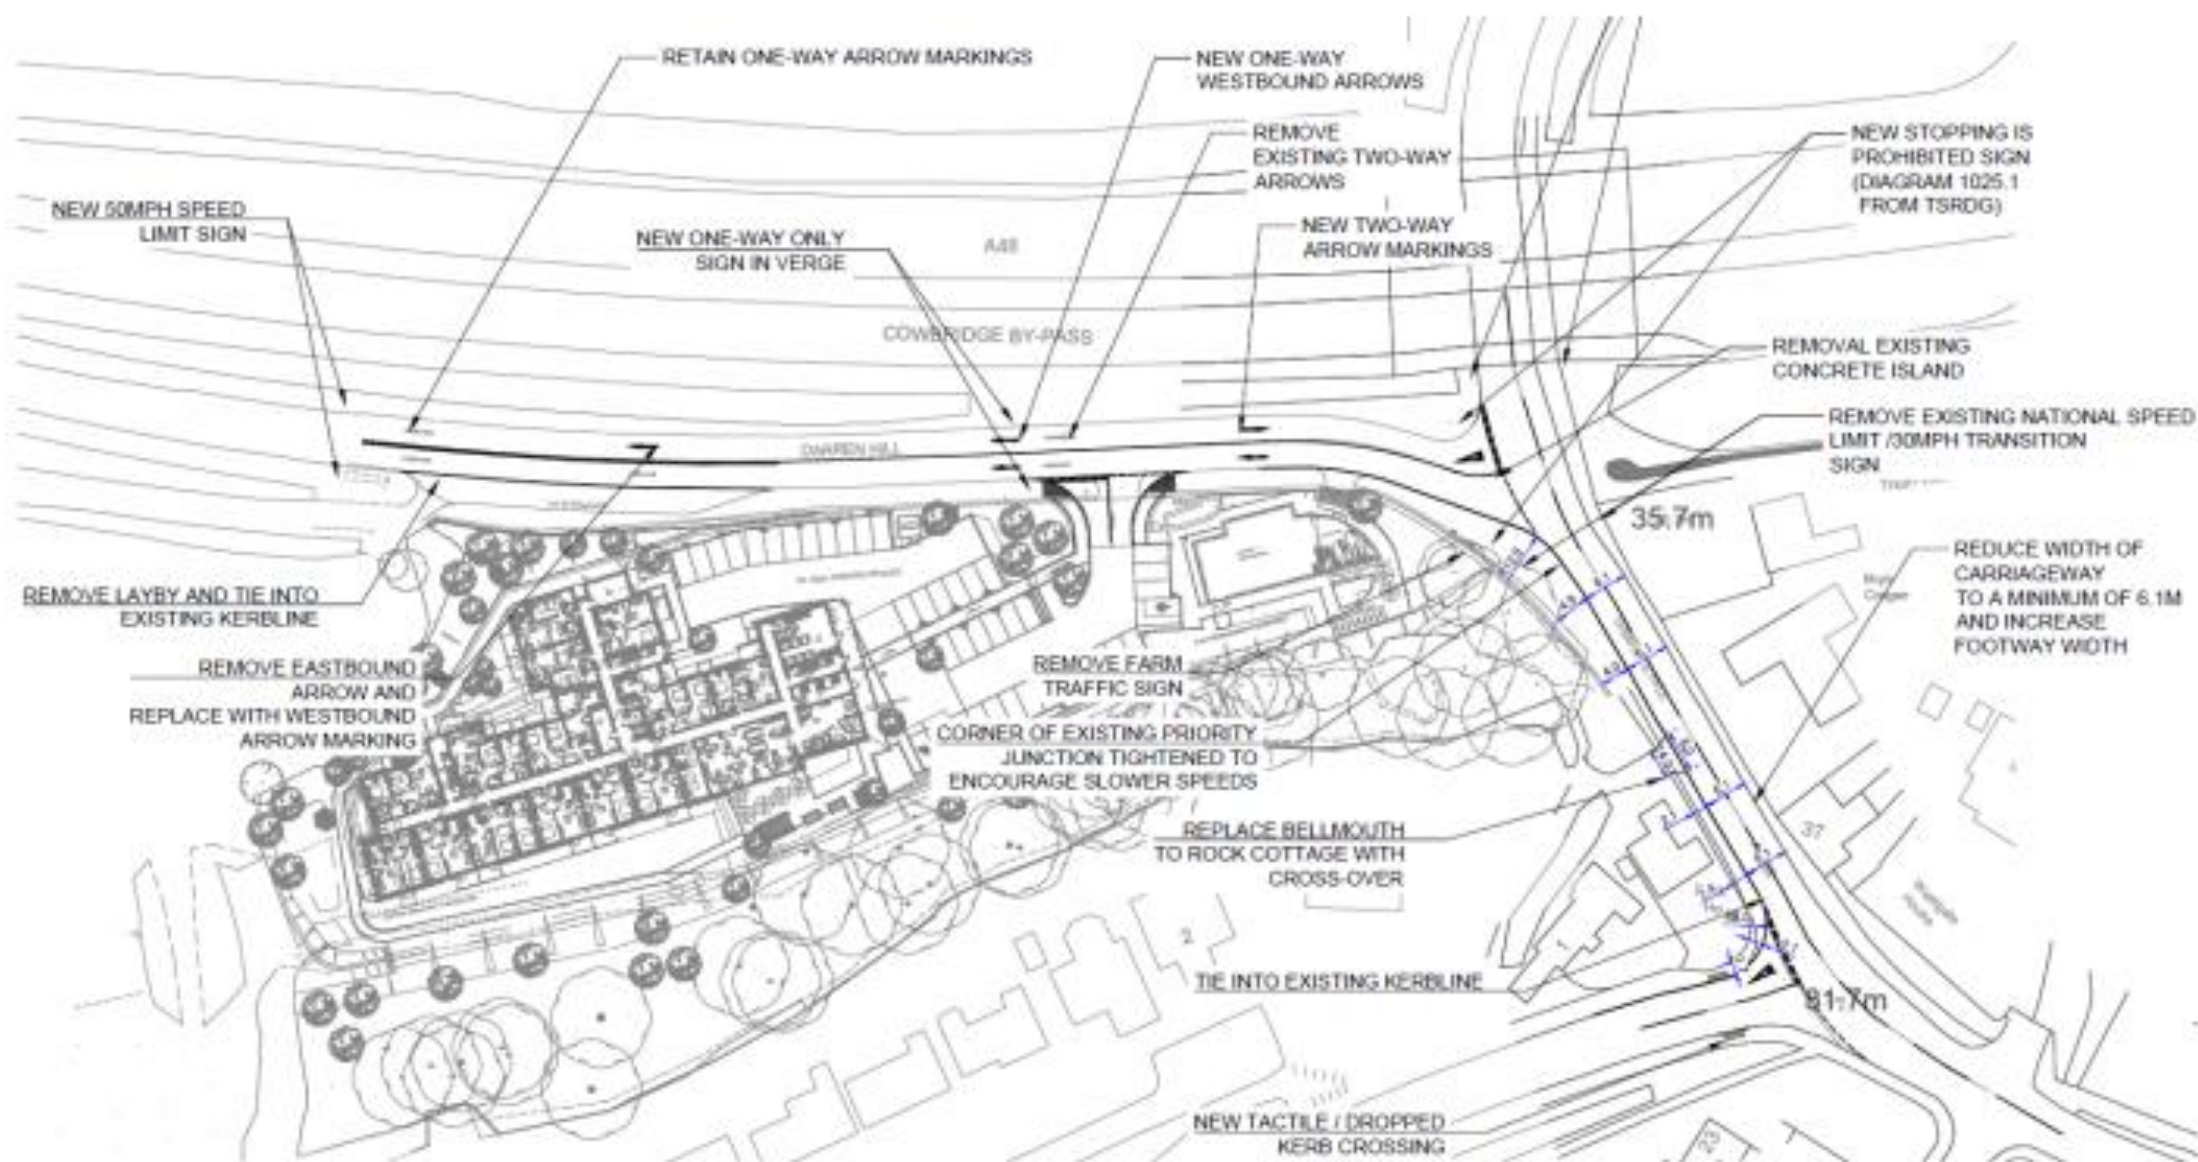 RETAIN ONE-WAY ARROW MARKINGS
NEW ONE-WAY
WESTBOUND ARROWS
REMOVE
EXISTING TWO-WAY
ARROWS
NEW STOPPING IS
PROHIBITED SIGN
(DIAGRAM 1025.1
FROM TSRDG)
NEW 50MPH SPEED
LIMIT SIGN
NEW ONE-WAY ONLY
SIGN IN VERGE
A48
NEW TWO-WAY
ARROW MARKINGS
COWBRIDGE BY-PASS
REMOVAL EXISTING
CONCRETE ISLAND
REMOVE EXISTING NATIONAL SPEED
LIMIT /30MPH TRANSITION
SIGN
DARREN HILL
35.7m
REDUCE WIDTH OF
CARRIAGEWAY
TO A MINIMUM OF 6.1M
AND INCREASE
FOOTWAY WIDTH
REMOVE LAYBY AND TIE INTO
EXISTING KERBLINE
REMOVE EASTBOUND
ARROW AND
REPLACE WITH WESTBOUND
ARROW MARKING
REMOVE FARM
TRAFFIC SIGN
CORNER OF EXISTING PRIORITY
JUNCTION TIGHTENED TO
ENCOURAGE SLOWER SPEEDS
REPLACE BELLMOUTH
TO ROCK COTTAGE WITH
CROSS-OVER
37
2
1
TIE INTO EXISTING KERBLINE
31.7m
NEW TACTILE / DROPPED
KERB CROSSING
23